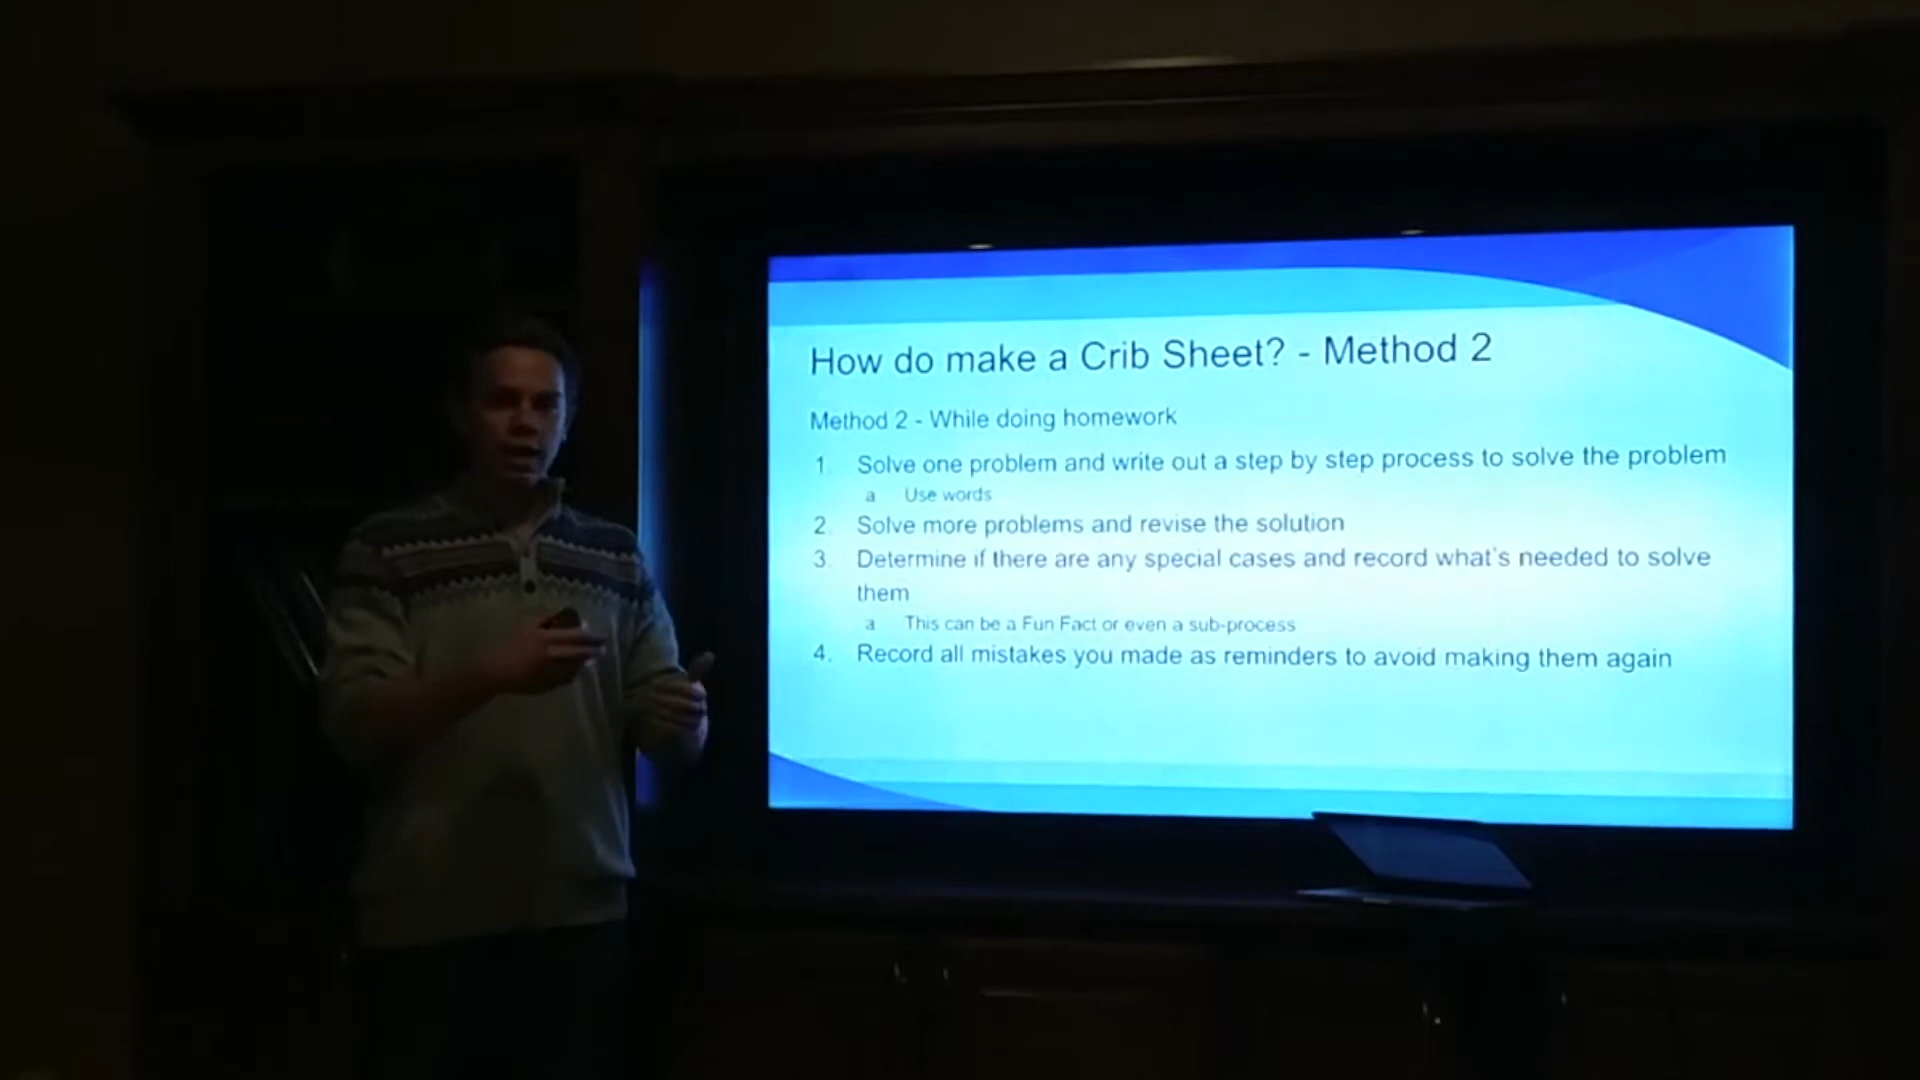 How do make a Crib Sheet? - Method 2
Method 2 - While doing homework
1. Solve one problem and write out a step by step process to solve the problem
a Use words
2. Solve more problems and revise the solution
3. Determine if there are any special cases and record what's needed to solve
them
a This can be a Fun Fact or even a sub-process
4. Record all mistakes you made as reminders to avoid making them again